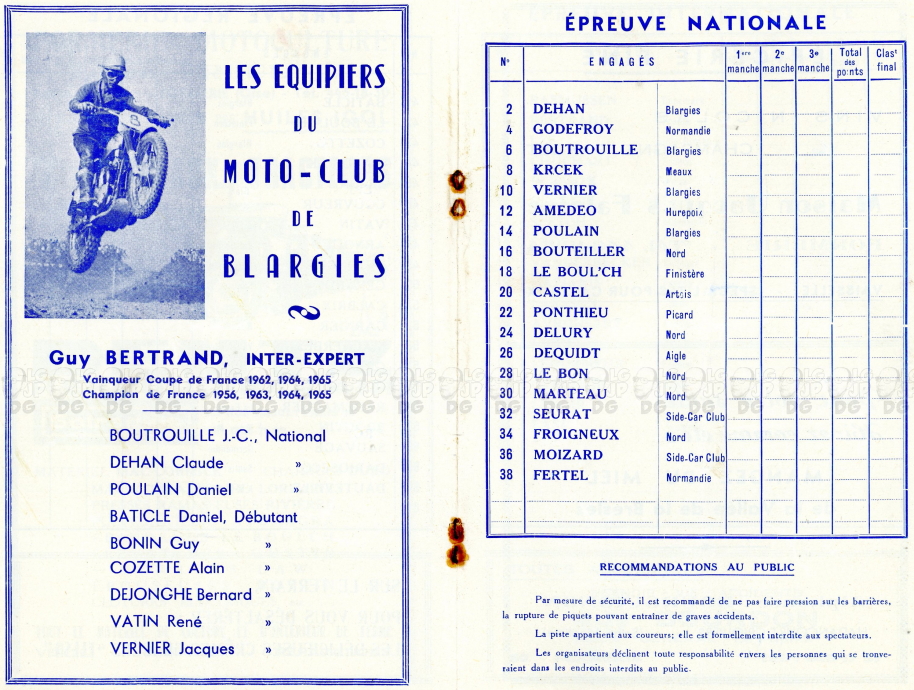 LES EQUIPIERS
DU
MOTO-CLUB
DE
BLARGIES
Guy BERTRAND, INTER-EXPERT
Vainqueur Coupe de France 1962, 1964, 1965
Champion de France 1956, 1963, 1964, 1965
BOUTROUILLE J.-C., National
DEHAN Claude »
POULAIN Daniel »
BATICLE Daniel, Débutant
BONIN Guy »
COZETTE Alain »
DEJONGHE Bernard »
VATIN René »
VERNIER Jacques »
ÉPREUVE NATIONALE
N° ENGAGÉS 1ère manche 2e manche 3e manche Total des points Clast final
2 DEHAN Blargies
4 GODEFROY Normandie
6 BOUTROUILLE Blargies
8 KRCEK Meaux
10 VERNIER Blargies
12 AMEDEO Hurepoix
14 POULAIN Blargies
16 BOUTEILLER Nord
18 LE BOUL'CH Finistère
20 CASTEL Artois
22 PONTHIEU Picard
24 DELURY Nord
26 DEQUIDT Aigle
28 LE BON Nord
30 MARTEAU Nord
32 SEURAT Side-Car Club
34 FROIGNEUX Nord
36 MOIZARD Side-Car Club
38 FERTEL Normandie
RECOMMANDATIONS AU PUBLIC
Par mesure de sécurité, il est recommandé de ne pas faire pression sur les barrières,
la rupture de piquets pouvant entraîner de graves accidents.
La piste appartient aux coureurs; elle est formellement interdite aux spectateurs.
Les organisateurs déclinent toute responsabilité envers les personnes qui se trouve-
raient dans les endroits interdits au public.